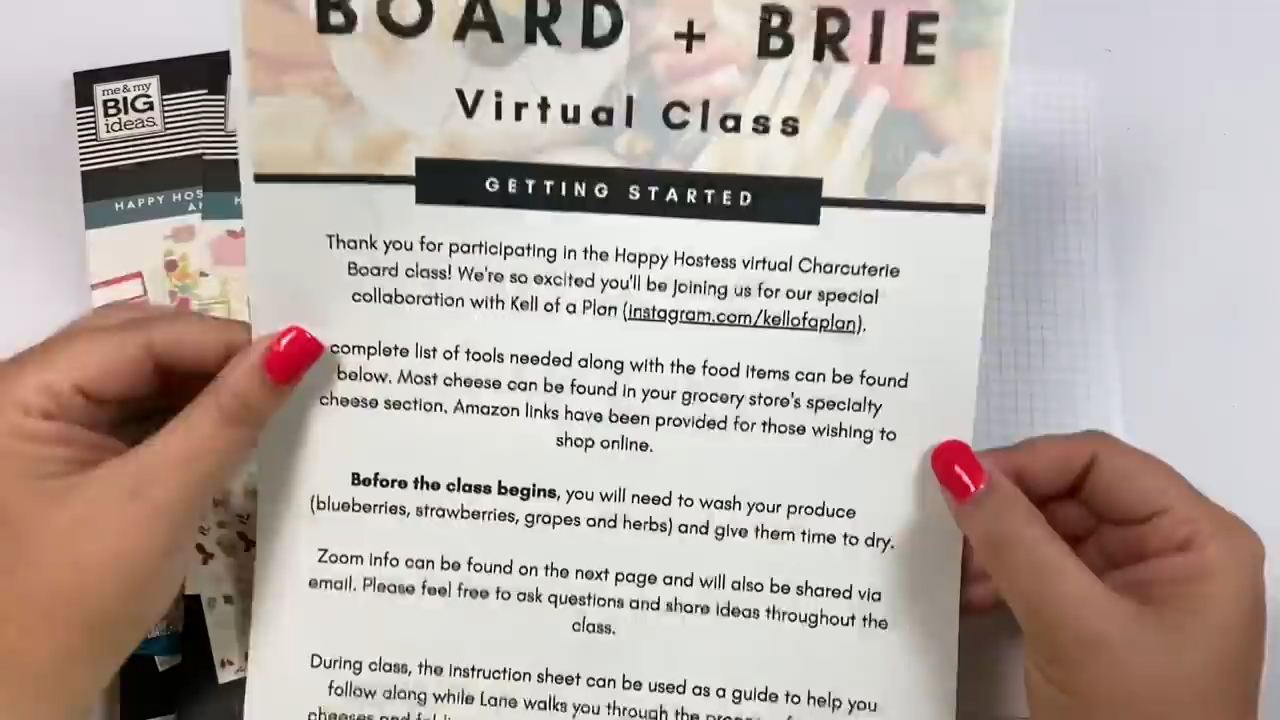 BOARD + BRIE
Virtual Class
GETTING STARTED
Thank you for participating in the Happy Hostess virtual Charcuterie
Board class! We're so excited you'll be joining us for our special
collaboration with Kell of a Plan (instagram.com/kellofaplan).
complete list of tools needed along with the food items can be found
below. Most cheese can be found in your grocery store's specialty
cheese section. Amazon links have been provided for those wishing to
shop online.
Before the class begins, you will need to wash your produce
(blueberries, strawberries, grapes and herbs) and give them time to dry.
Zoom info can be found on the next page and will also be shared via
email. Please feel free to ask questions and share ideas throughout the
class.
During class, the instruction sheet can be used as a guide to help you
follow along while Lane walks you through the
cheeses and
me & my
BIG
ideas.
HAPPY HOS